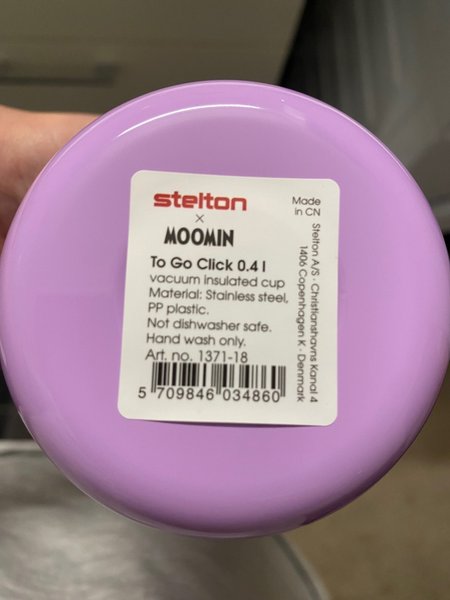 stelton
x
MOOMIN
To Go Click 0.4 l
vacuum insulated cup
Material: Stainless steel,
PP plastic.
Not dishwasher safe.
Hand wash only.
Art. no. 1371-18
5 709846 034860
Made
in CN
Stelton A/S · Christianshavns Kanal 4
1406 Copenhagen K · Denmark